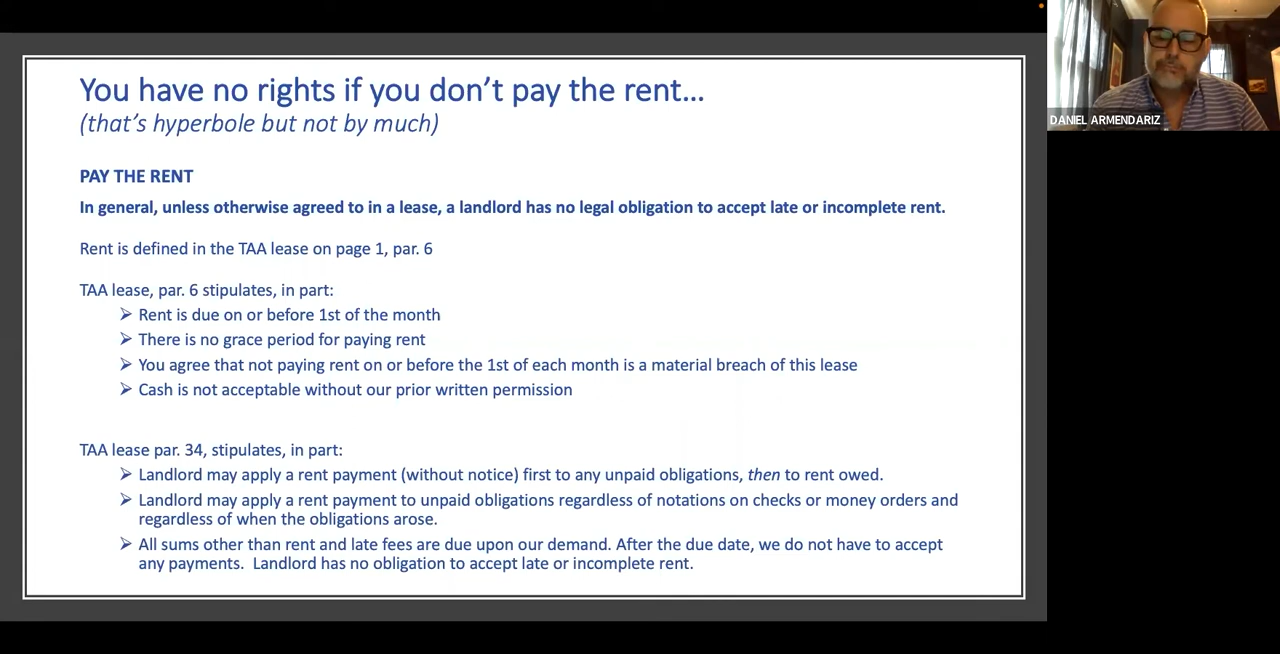 You have no rights if you don’t pay the rent…
(that’s hyperbole but not by much)
DANIEL ARMENDARIZ
PAY THE RENT
In general, unless otherwise agreed to in a lease, a landlord has no legal obligation to accept late or incomplete rent.
Rent is defined in the TAA lease on page 1, par. 6
TAA lease, par. 6 stipulates, in part:
➢ Rent is due on or before 1st of the month
➢ There is no grace period for paying rent
➢ You agree that not paying rent on or before the 1st of each month is a material breach of this lease
➢ Cash is not acceptable without our prior written permission
TAA lease par. 34, stipulates, in part:
➢ Landlord may apply a rent payment (without notice) first to any unpaid obligations, then to rent owed.
➢ Landlord may apply a rent payment to unpaid obligations regardless of notations on checks or money orders and
regardless of when the obligations arose.
➢ All sums other than rent and late fees are due upon our demand. After the due date, we do not have to accept
any payments.  Landlord has no obligation to accept late or incomplete rent.